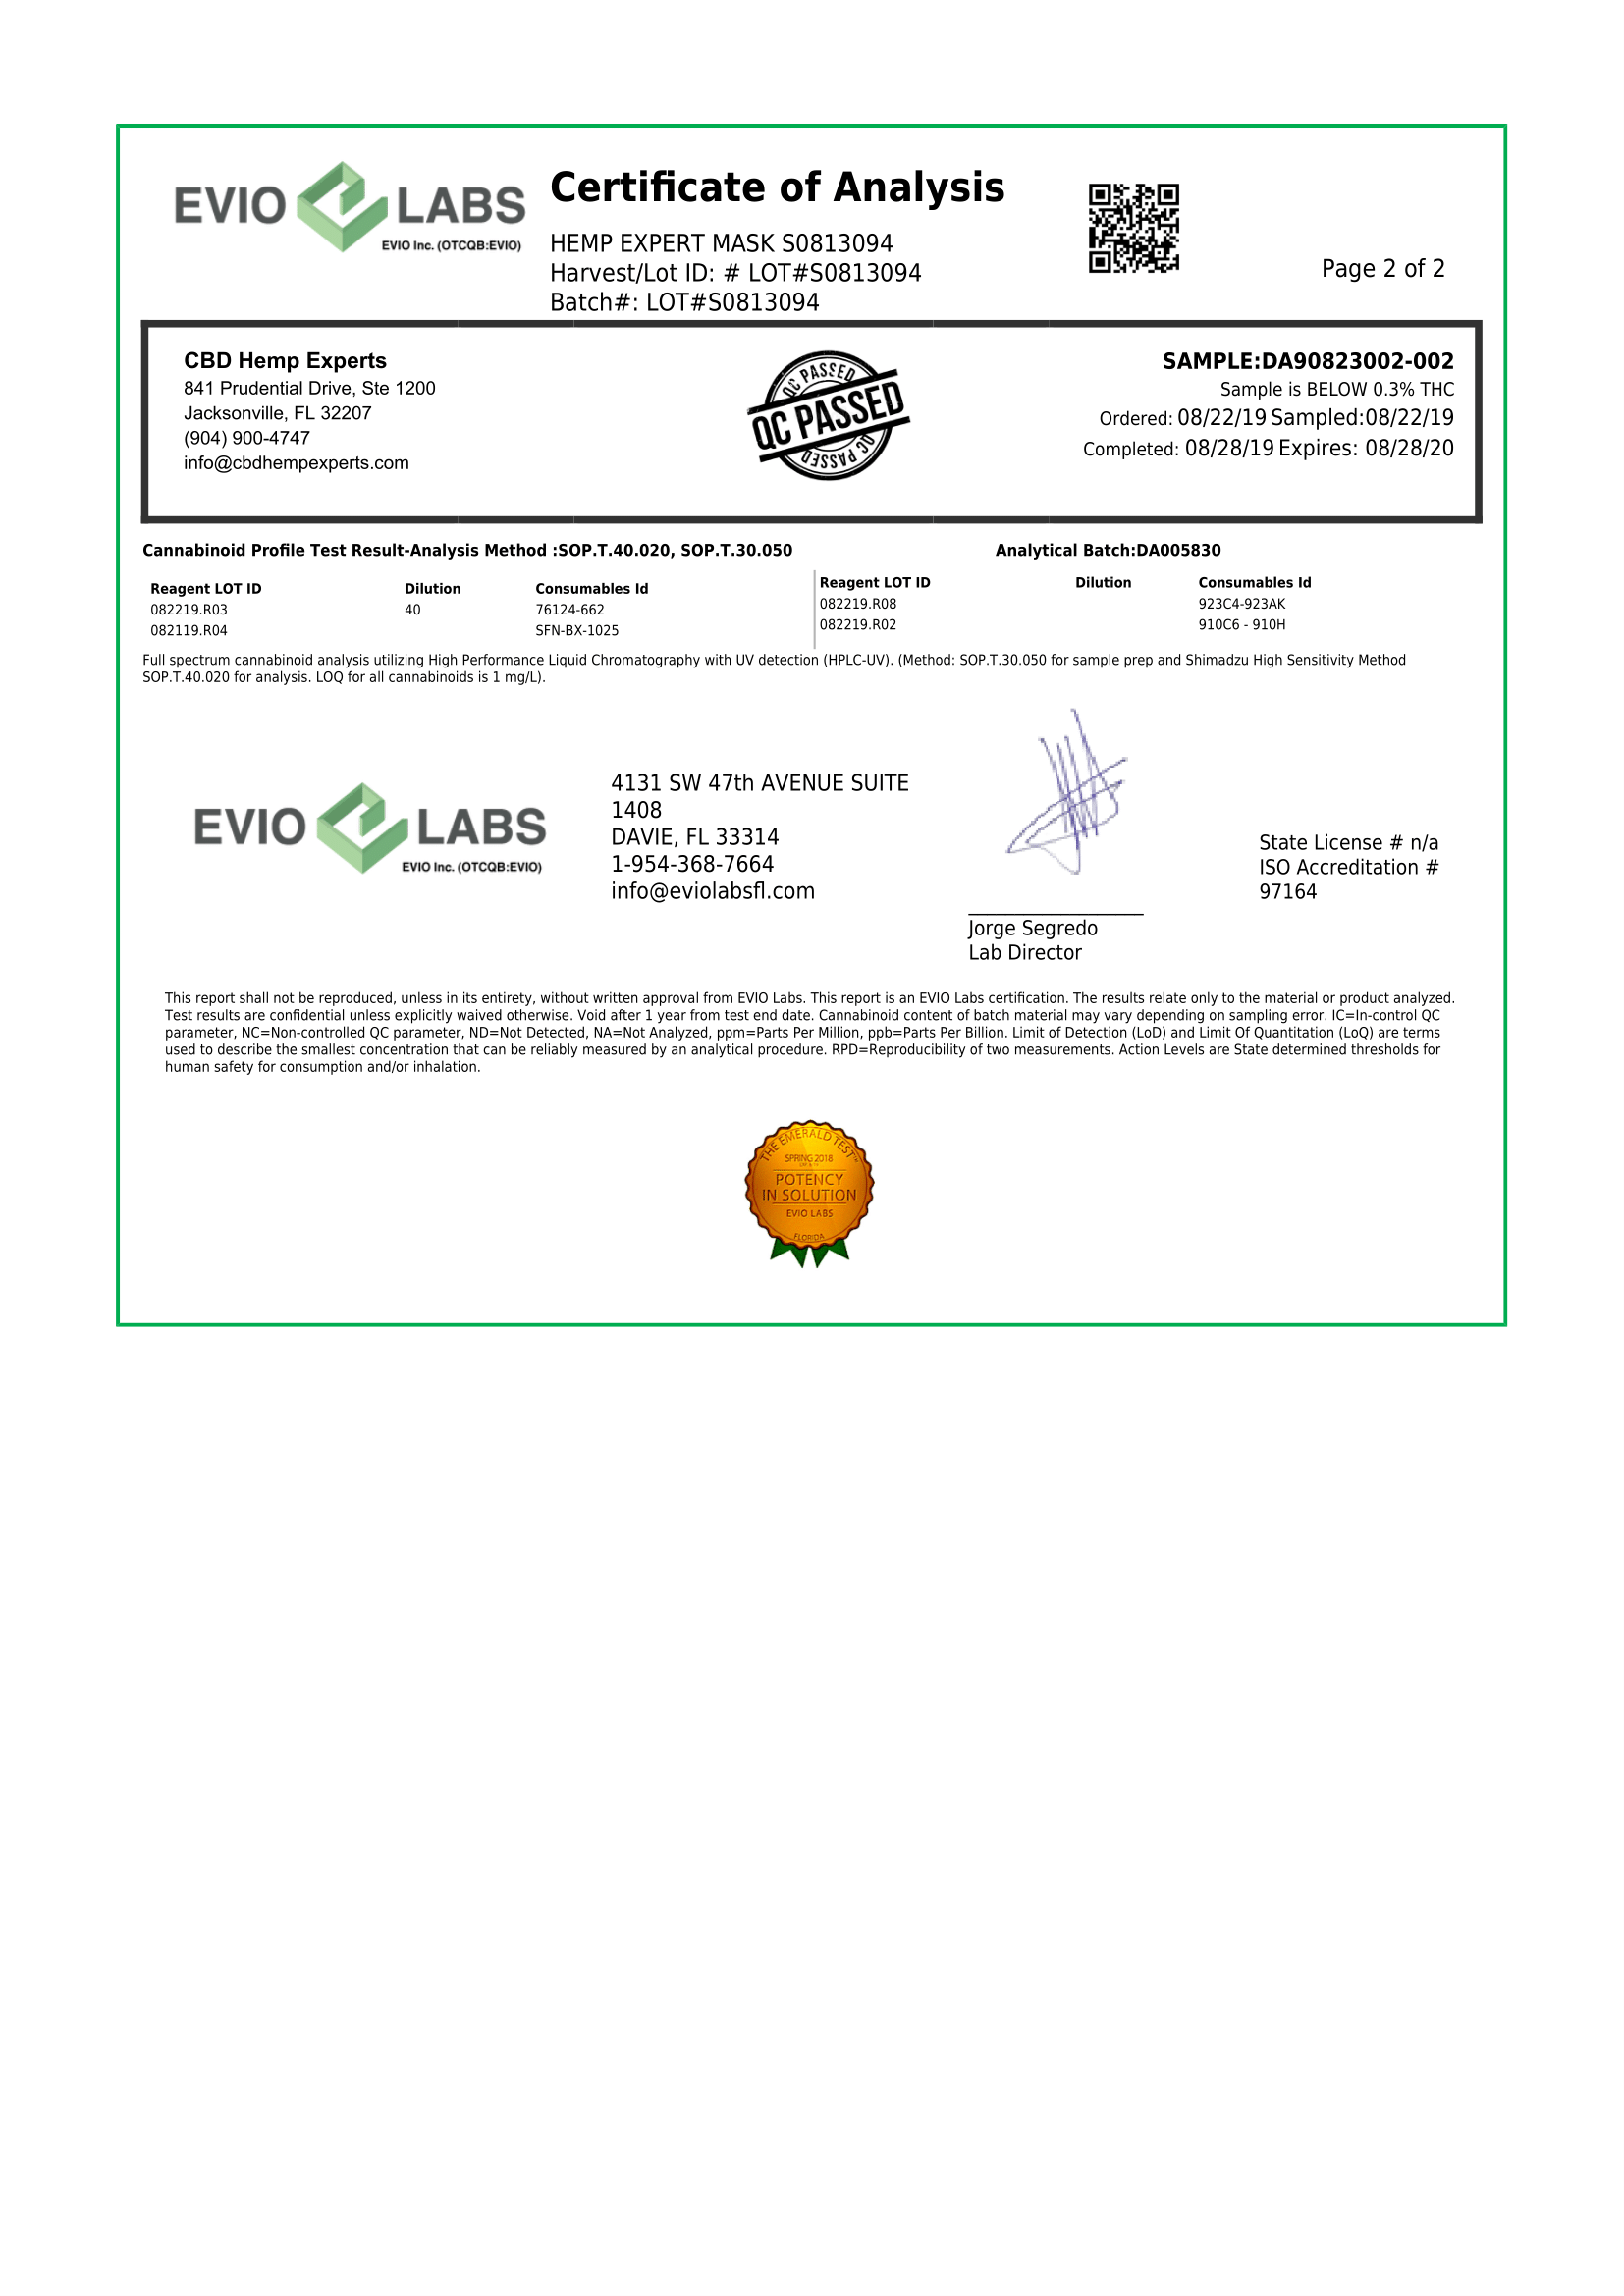 EVIO LABS
EVIO Inc. (OTCQB:EVIO)
Certificate of Analysis
HEMP EXPERT MASK S0813094
Harvest/Lot ID: # LOT#S0813094
Batch#: LOT#S0813094
Page 2 of 2
CBD Hemp Experts
841 Prudential Drive, Ste 1200
Jacksonville, FL 32207
(904) 900-4747
info@cbdhempexperts.com
QC PASSED
QC PASSED
QC PASSED
SAMPLE:DA90823002-002
Sample is BELOW 0.3% THC
Ordered: 08/22/19 Sampled:08/22/19
Completed: 08/28/19 Expires: 08/28/20
Cannabinoid Profile Test Result-Analysis Method :SOP.T.40.020, SOP.T.30.050 Analytical Batch:DA005830
Reagent LOT ID Dilution Consumables Id
082219.R03 40 76124-662
082119.R04 SFN-BX-1025
Reagent LOT ID Dilution Consumables Id
082219.R08 923C4-923AK
082219.R02 910C6 - 910H
Full spectrum cannabinoid analysis utilizing High Performance Liquid Chromatography with UV detection (HPLC-UV). (Method: SOP.T.30.050 for sample prep and Shimadzu High Sensitivity Method
SOP.T.40.020 for analysis. LOQ for all cannabinoids is 1 mg/L).
EVIO LABS
EVIO Inc. (OTCQB:EVIO)
4131 SW 47th AVENUE SUITE
1408
DAVIE, FL 33314
1-954-368-7664
info@eviolabsfl.com
Jorge Segredo
Lab Director
State License # n/a
ISO Accreditation #
97164
This report shall not be reproduced, unless in its entirety, without written approval from EVIO Labs. This report is an EVIO Labs certification. The results relate only to the material or product analyzed.
Test results are confidential unless explicitly waived otherwise. Void after 1 year from test end date. Cannabinoid content of batch material may vary depending on sampling error. IC=In-control QC
parameter, NC=Non-controlled QC parameter, ND=Not Detected, NA=Not Analyzed, ppm=Parts Per Million, ppb=Parts Per Billion. Limit of Detection (LoD) and Limit Of Quantitation (LoQ) are terms
used to describe the smallest concentration that can be reliably measured by an analytical procedure. RPD=Reproducibility of two measurements. Action Levels are State determined thresholds for
human safety for consumption and/or inhalation.
THE EMERALD TEST™
SPRING 2018
POTENCY
IN SOLUTION
EVIO LABS
FLORIDA